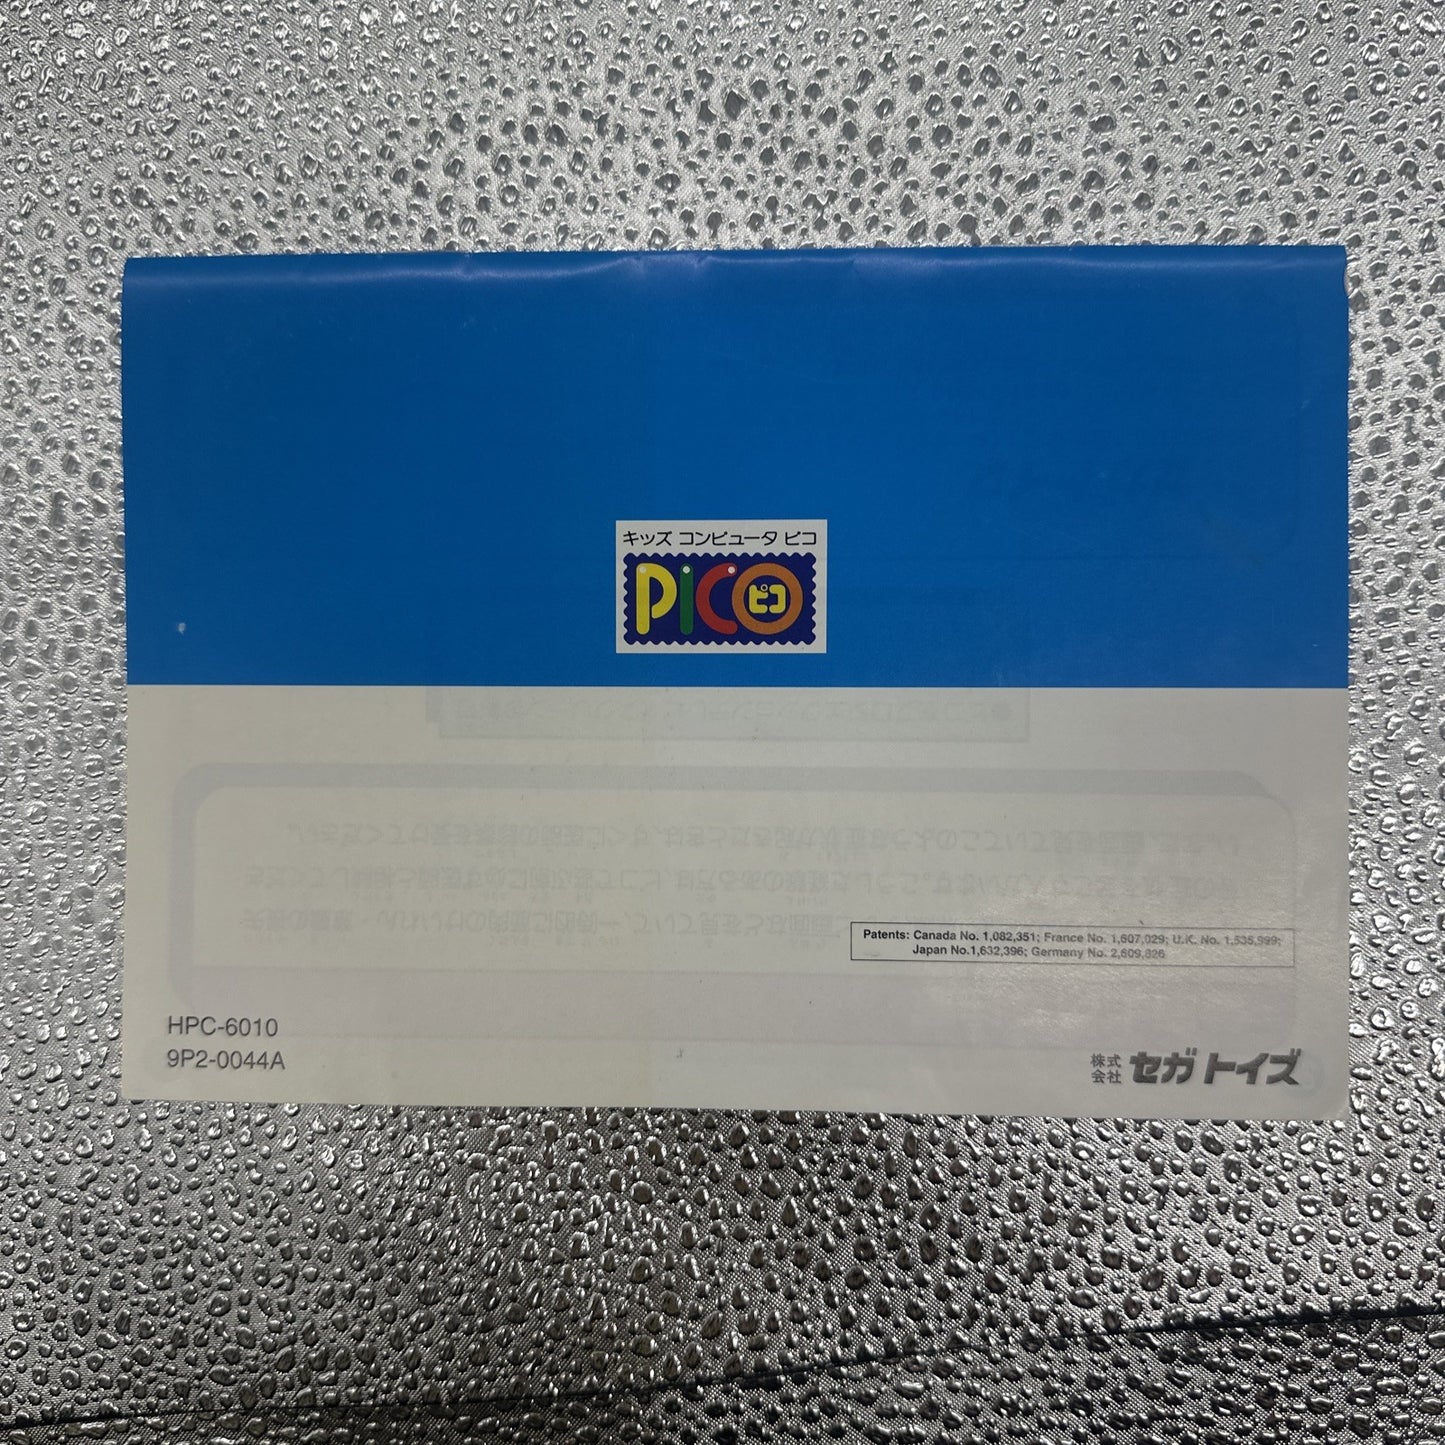 キッズ コンピュータ ピコ
PICO
ピコ
Patents: Canada No. 1,082,351; France No. 1,607,029; U.K. No. 1,535,999;
Japan No.1,632,396; Germany No. 2,609,826
HPC-6010
9P2-0044A
株式会社 セガトイズ